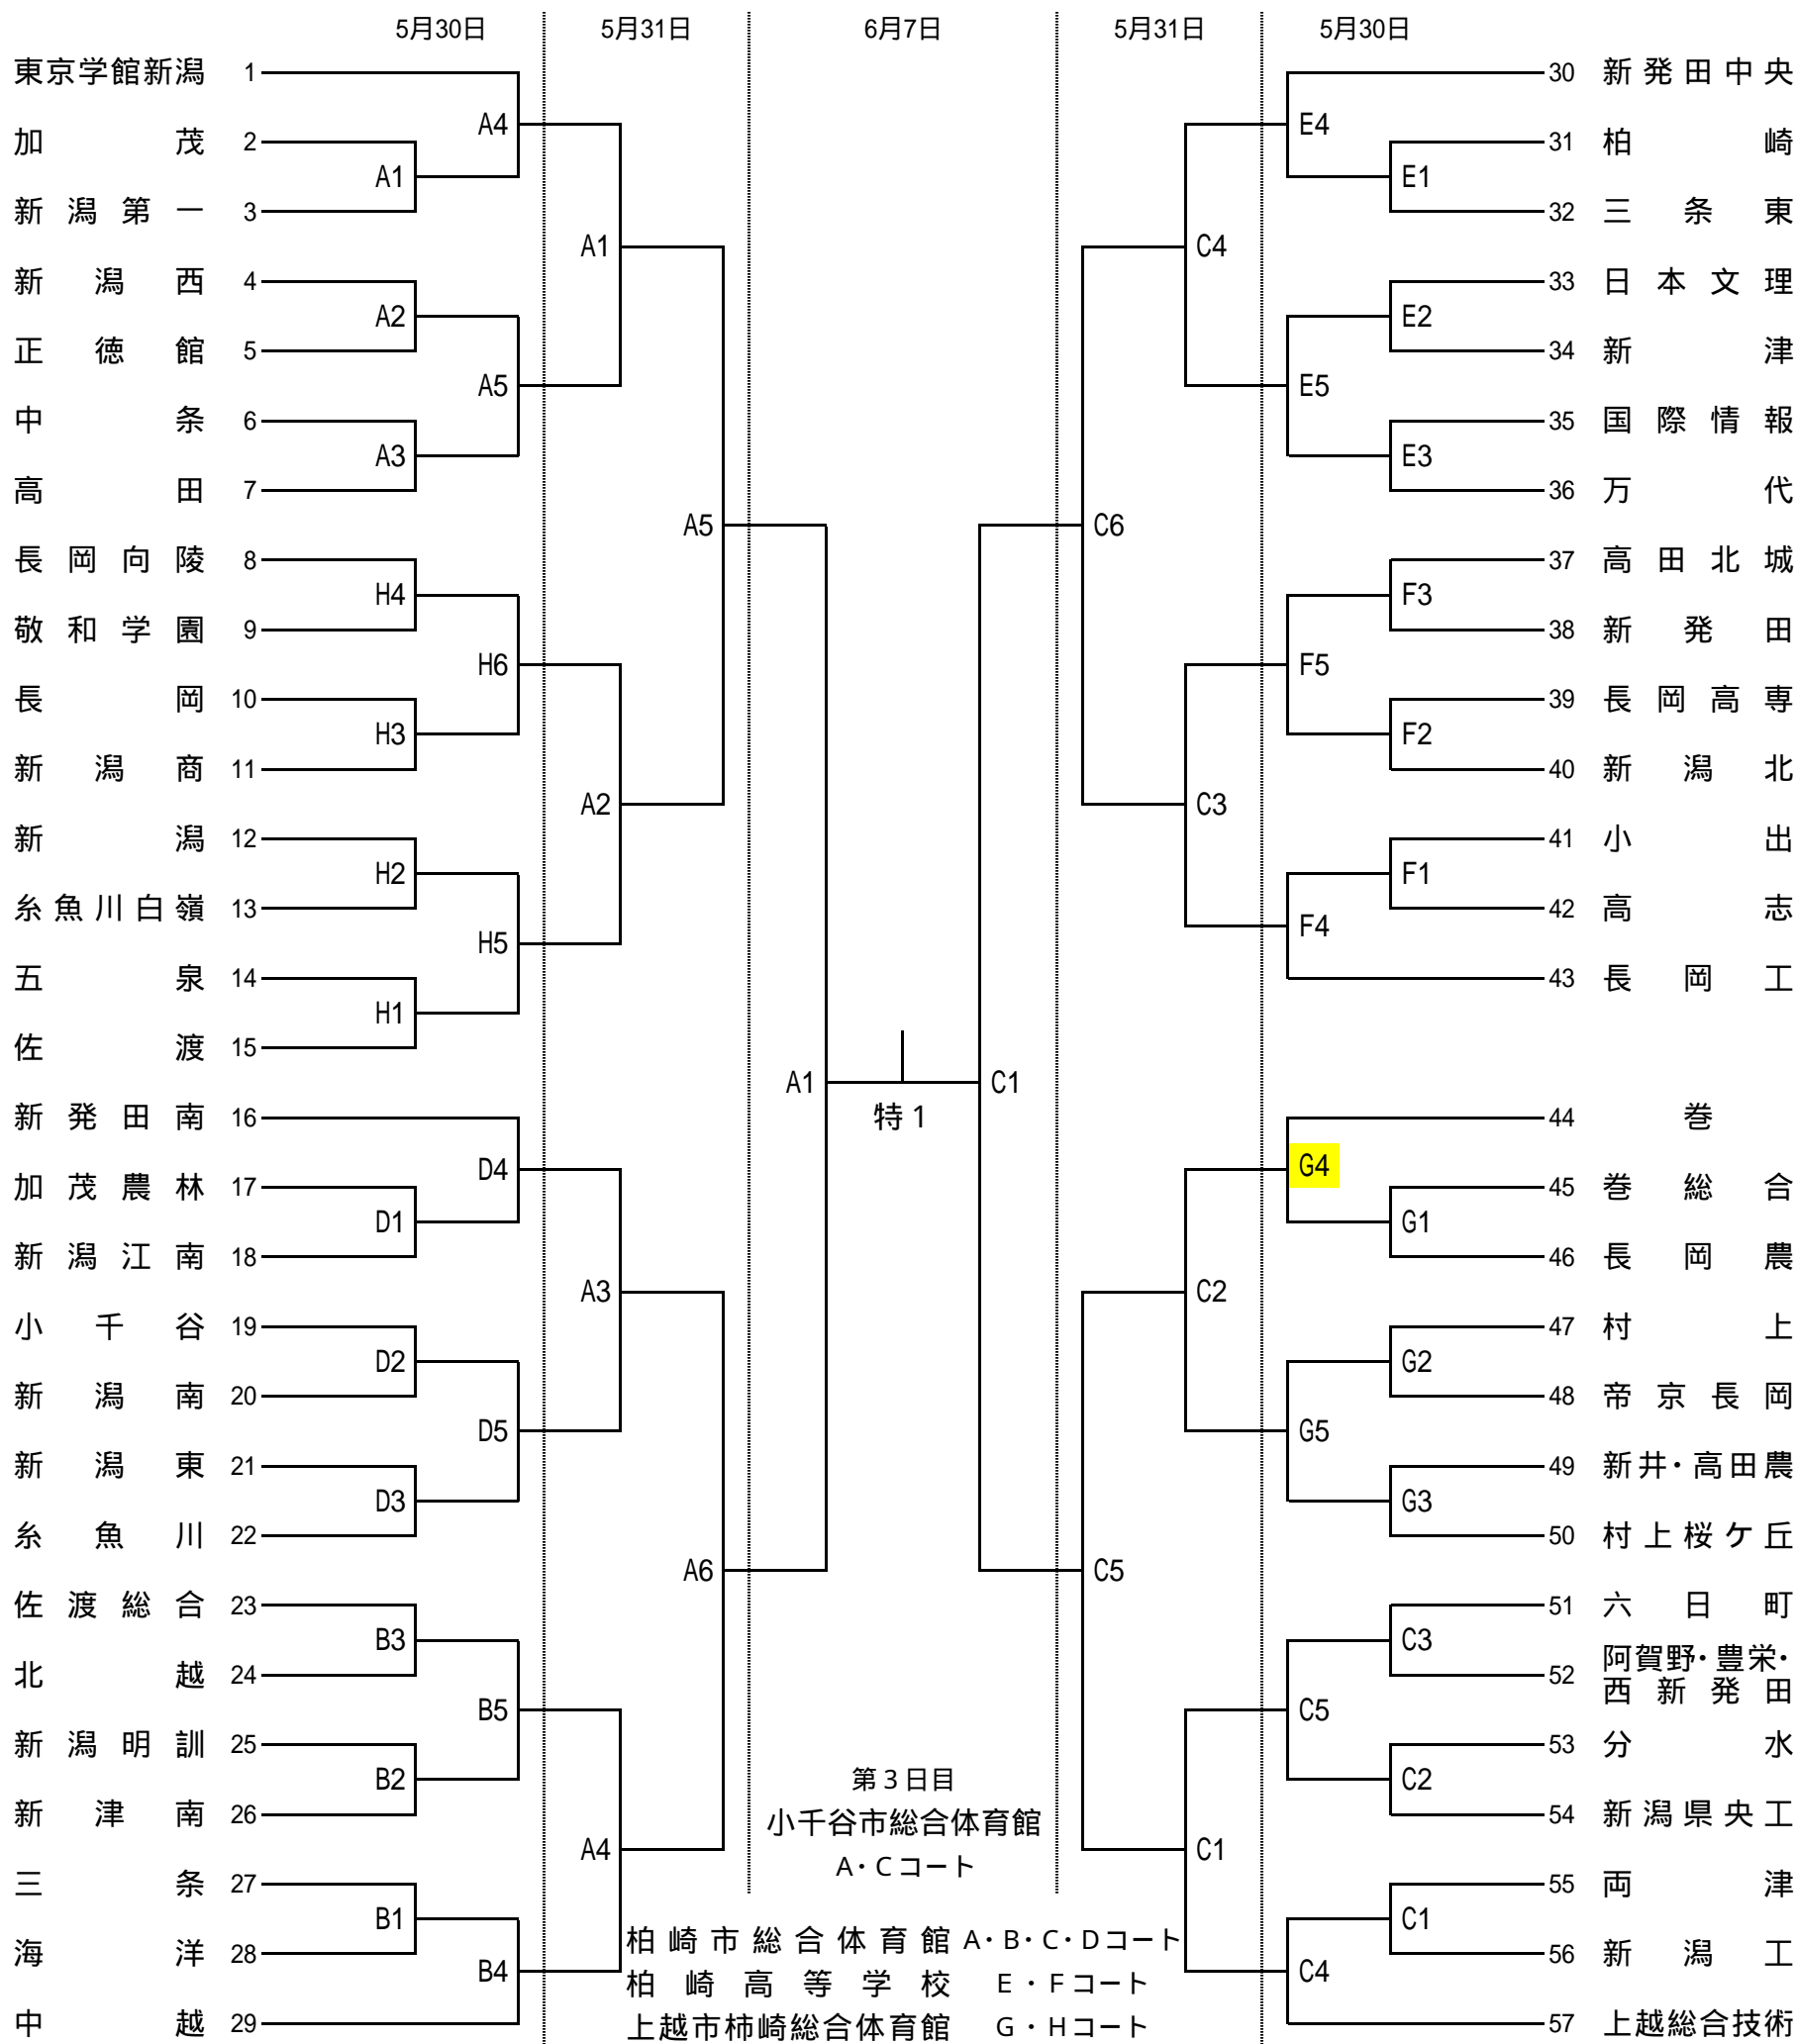 5月30日 5月31日 6月7日 5月31日 5月30日
東京学館新潟 1
加茂 2
新潟第一 3
新潟西 4
正徳館 5
中条 6
高田 7
長岡向陵 8
敬和学園 9
長岡 10
新潟商 11
新潟 12
糸魚川白嶺 13
五泉 14
佐渡 15
新発田南 16
加茂農林 17
新潟江南 18
小千谷 19
新潟南 20
新潟東 21
糸魚川 22
佐渡総合 23
北越 24
新潟明訓 25
新津南 26
三条 27
海洋 28
中越 29
A1
A2
A3
H4
H3
H2
H1
D1
D2
D3
B3
B2
B1
A4
A5
H6
H5
D4
D5
B5
B4
A1
A2
A3
A4
A5
A6
A1
特1
C1
C6
C5
C4
C3
C2
C1
E4
E5
F5
F4
G4
G5
C5
C4
E1
E2
E3
F3
F2
F1
G1
G2
G3
C3
C2
C1
30 新発田中央
31 柏崎
32 三条東
33 日本文理
34 新津
35 国際情報
36 万代
37 高田北城
38 新発田
39 長岡高専
40 新潟北
41 小出
42 高志
43 長岡工
44 巻
45 巻総合
46 長岡農
47 村上
48 帝京長岡
49 新井・高田農
50 村上桜ケ丘
51 六日町
52 阿賀野・豊栄・
西新発田
53 分水
54 新潟県央工
55 両津
56 新潟工
57 上越総合技術
第3日目
小千谷市総合体育館
A・Cコート
柏崎市総合体育館 A・B・C・Dコート
柏崎高等学校 E・Fコート
上越市柿崎総合体育館 G・Hコート